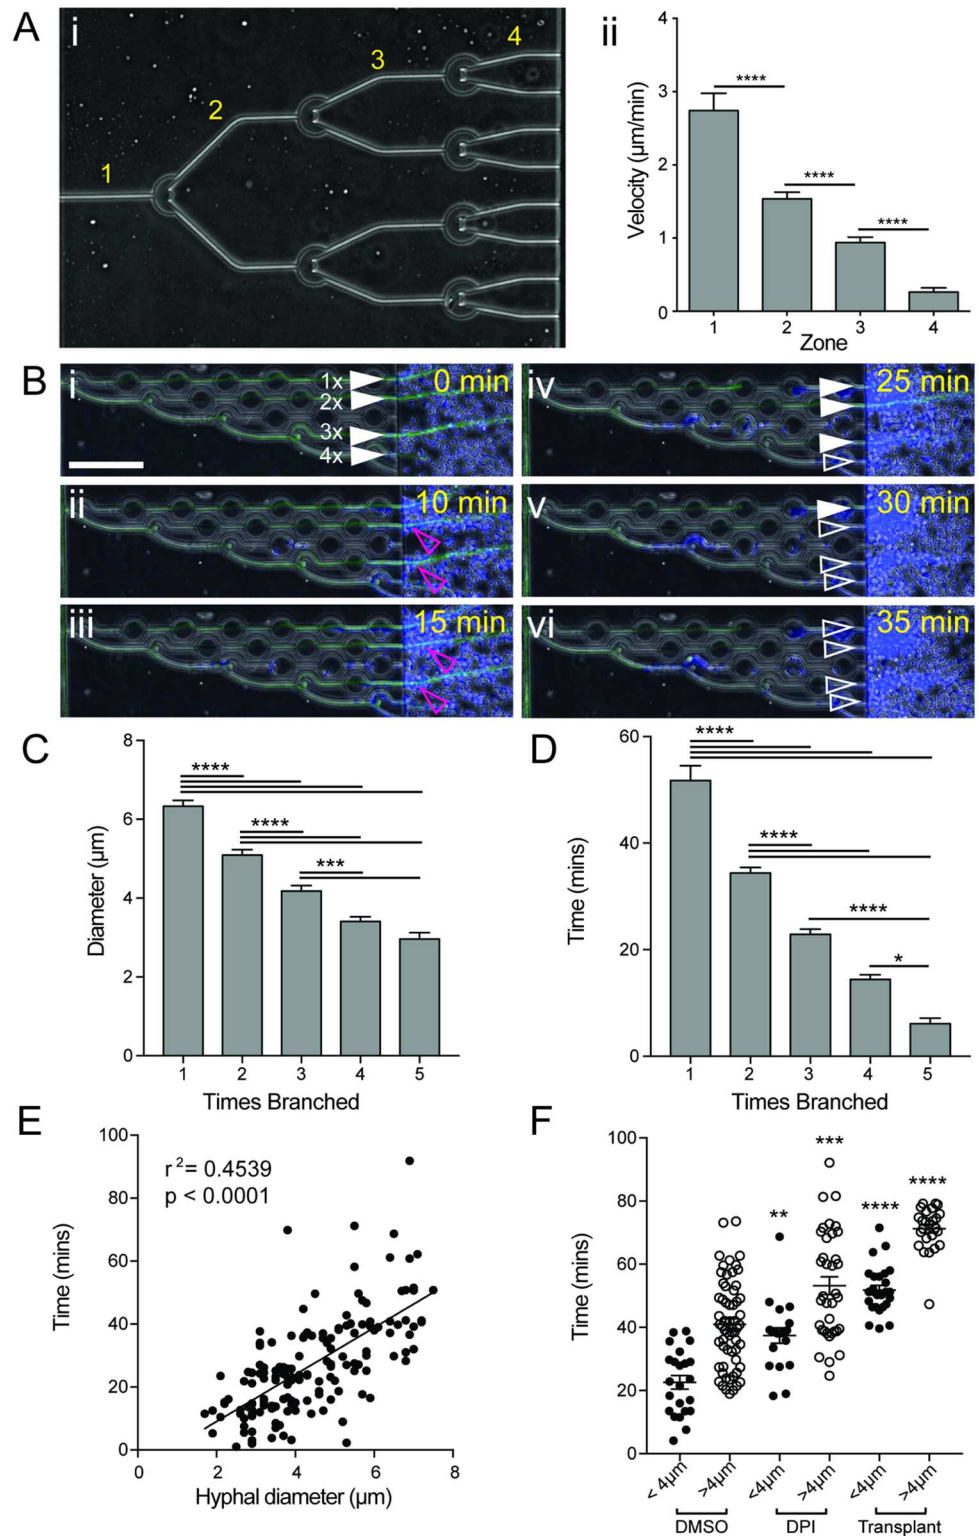 A
i
1
2
3
4
ii
Velocity (μm/min)
4
3
2
1
0
****
****
****
1 2 3 4
Zone
B
i
1x
2x
3x
4x
0 min
ii
10 min
iii
15 min
iv
25 min
v
30 min
vi
35 min
C
Diameter (μm)
8
6
4
2
0
****
****
***
1 2 3 4 5
Times Branched
D
Time (mins)
60
40
20
0
****
****
****
*
1 2 3 4 5
Times Branched
E
Time (mins)
100
80
60
40
20
0
r²= 0.4539
p < 0.0001
0 2 4 6 8
Hyphal diameter (μm)
F
Time (mins)
100
80
60
40
20
0
**
***
****
****
< 4μm >4μm <4μm >4μm <4μm >4μm
DMSO DPI Transplant